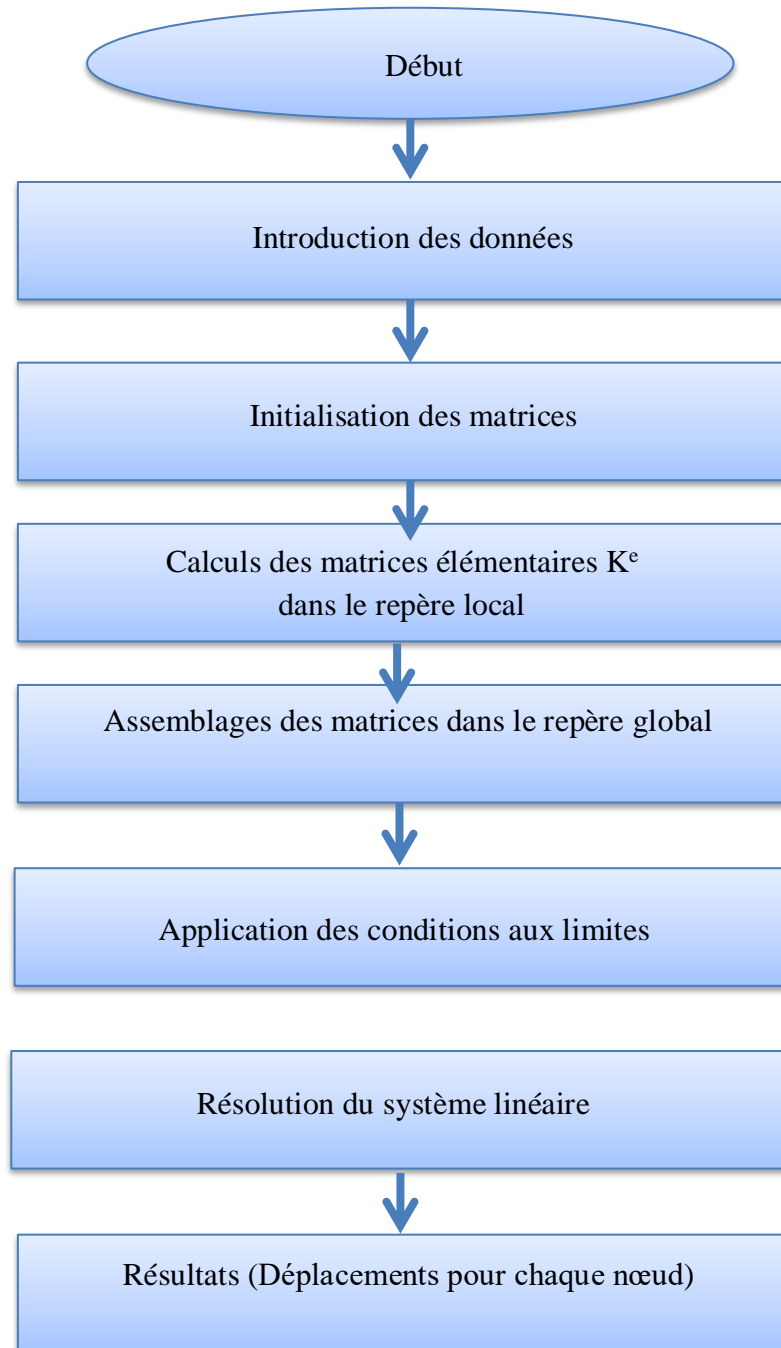 Début
Introduction des données
Initialisation des matrices
Calculs des matrices élémentaires Kᵉ
dans le repère local
Assemblages des matrices dans le repère global
Application des conditions aux limites
Résolution du système linéaire
Résultats (Déplacements pour chaque nœud)